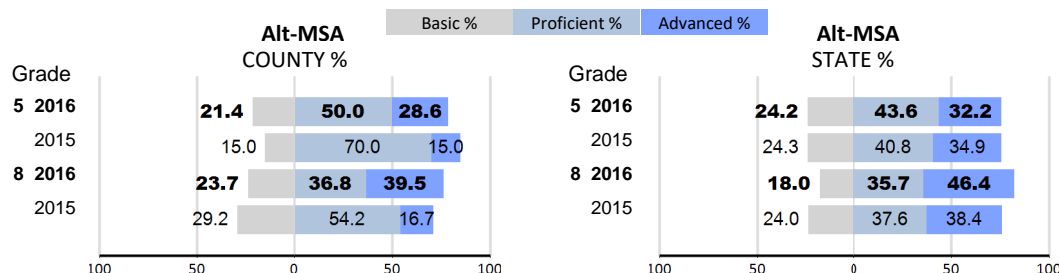 Basic % Proficient % Advanced %
Alt-MSA
COUNTY %
Grade
5 2016 21.4 50.0 28.6
2015 15.0 70.0 15.0
8 2016 23.7 36.8 39.5
2015 29.2 54.2 16.7
100 50 0 50 100
Alt-MSA
STATE %
Grade
5 2016 24.2 43.6 32.2
2015 24.3 40.8 34.9
8 2016 18.0 35.7 46.4
2015 24.0 37.6 38.4
100 50 0 50 100